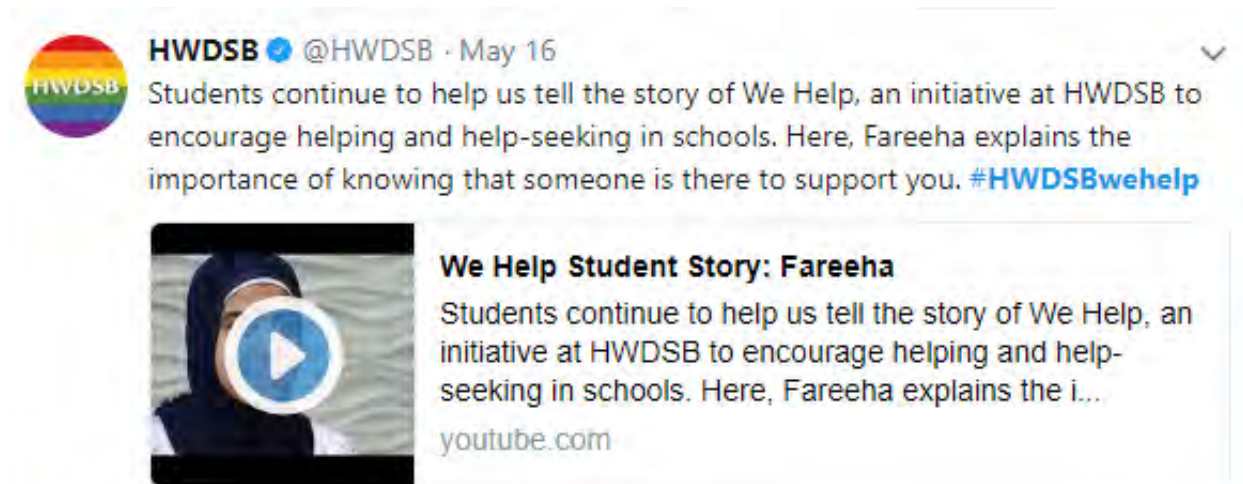 HWDSB @HWDSB · May 16
HWDSB
Students continue to help us tell the story of We Help, an initiative at HWDSB to
encourage helping and help-seeking in schools. Here, Fareeha explains the
importance of knowing that someone is there to support you. #HWDSBwehelp
We Help Student Story: Fareeha
Students continue to help us tell the story of We Help, an
initiative at HWDSB to encourage helping and help-
seeking in schools. Here, Fareeha explains the i...
youtube.com